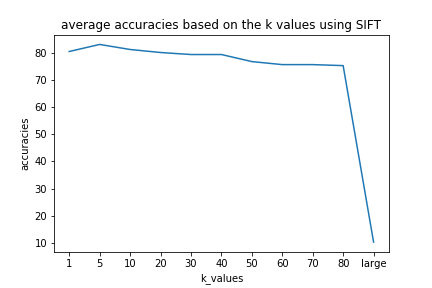 average accuracies based on the k values using SIFT
80
70
60
50
40
30
20
10
accuracies
1 5 10 20 30 40 50 60 70 80 large
k_values